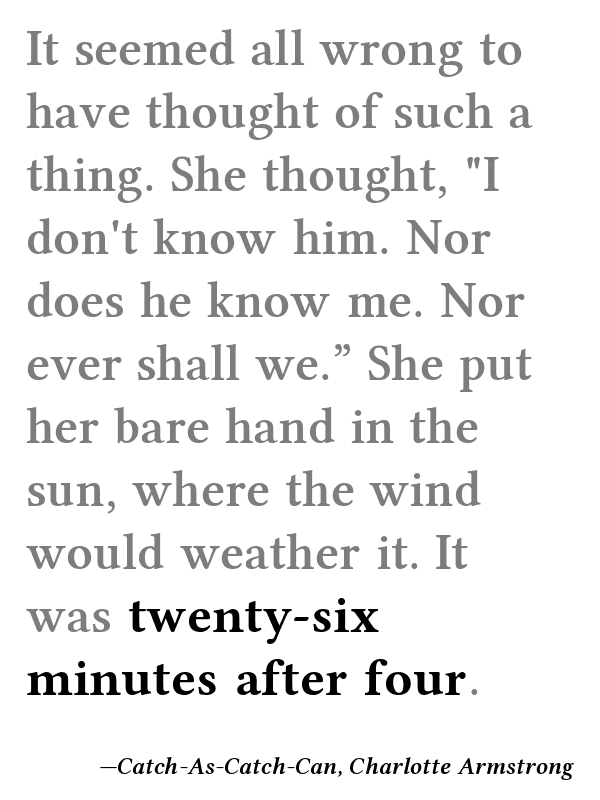 It seemed all wrong to
have thought of such a
thing. She thought, "I
don't know him. Nor
does he know me. Nor
ever shall we.” She put
her bare hand in the
sun, where the wind
would weather it. It
was twenty-six
minutes after four.
—Catch-As-Catch-Can, Charlotte Armstrong